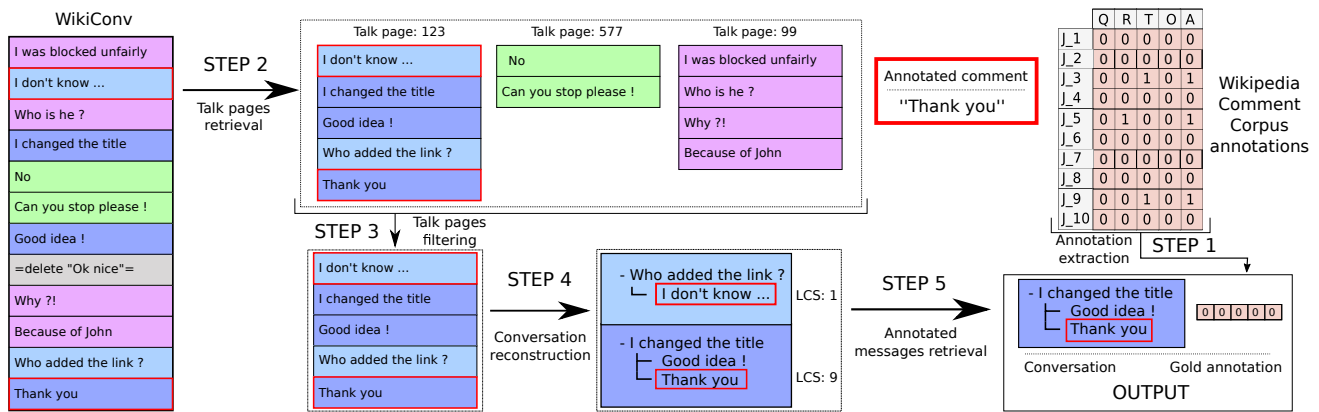 WikiConv
I was blocked unfairly
I don't know ...
Who is he ?
I changed the title
No
Can you stop please !
Good idea !
=delete "Ok nice"=
Why ?!
Because of John
Who added the link ?
Thank you
STEP 2
Talk pages
retrieval
Talk page: 123
I don't know ...
I changed the title
Good idea !
Who added the link ?
Thank you
Talk page: 577
No
Can you stop please !
Talk page: 99
I was blocked unfairly
Who is he ?
Why ?!
Because of John
Annotated comment
"Thank you"
Q R T O A
J_1 0 0 0 0 0
J_2 0 0 0 0 0
J_3 0 0 1 0 1
J_4 0 0 0 0 0
J_5 0 1 0 0 1
J_6 0 0 0 0 0
J_7 0 0 0 0 0
J_8 0 0 0 0 0
J_9 0 0 1 0 1
J_10 0 0 0 0 0
Wikipedia
Comment
Corpus
annotations
STEP 3
Talk pages
filtering
I don't know ...
I changed the title
Good idea !
Who added the link ?
Thank you
STEP 4
Conversation
reconstruction
- Who added the link ?
I don't know ...
LCS: 1
- I changed the title
Good idea !
Thank you
LCS: 9
STEP 5
Annotated
messages retrieval
Annotation
extraction
STEP 1
- I changed the title
Good idea !
Thank you
0 0 0 0 0
Conversation
Gold annotation
OUTPUT